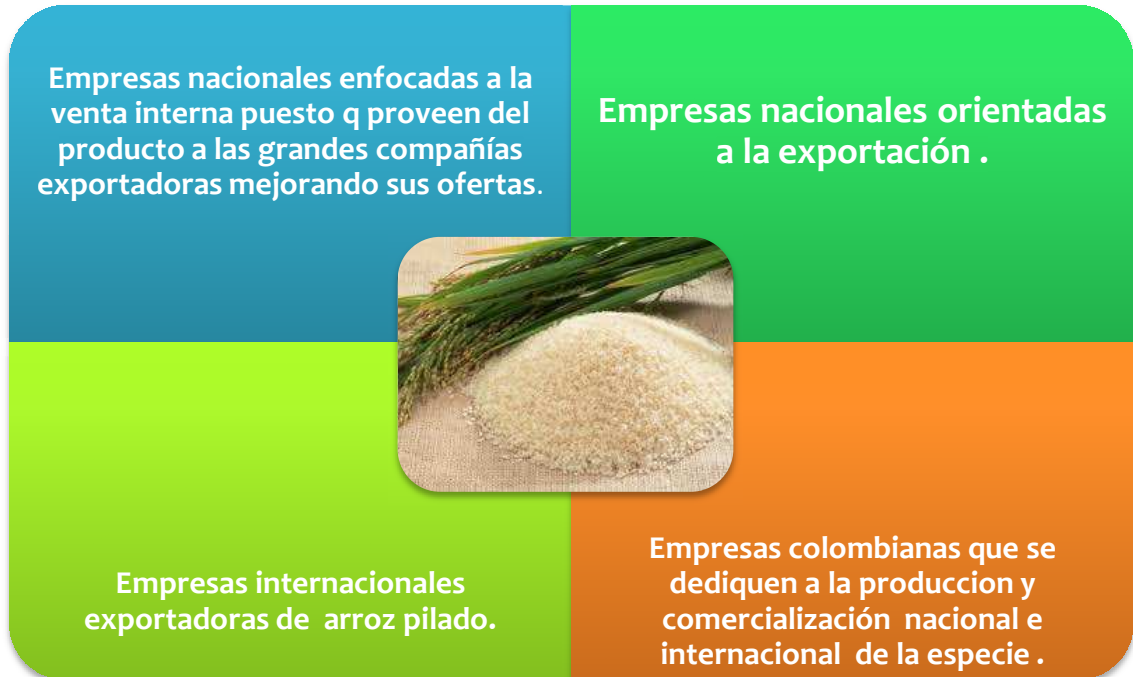 Empresas nacionales enfocadas a la
venta interna puesto q proveen del
producto a las grandes compañías
exportadoras mejorando sus ofertas.
Empresas nacionales orientadas
a la exportación .
Empresas internacionales
exportadoras de arroz pilado.
Empresas colombianas que se
dediquen a la produccion y
comercialización nacional e
internacional de la especie .